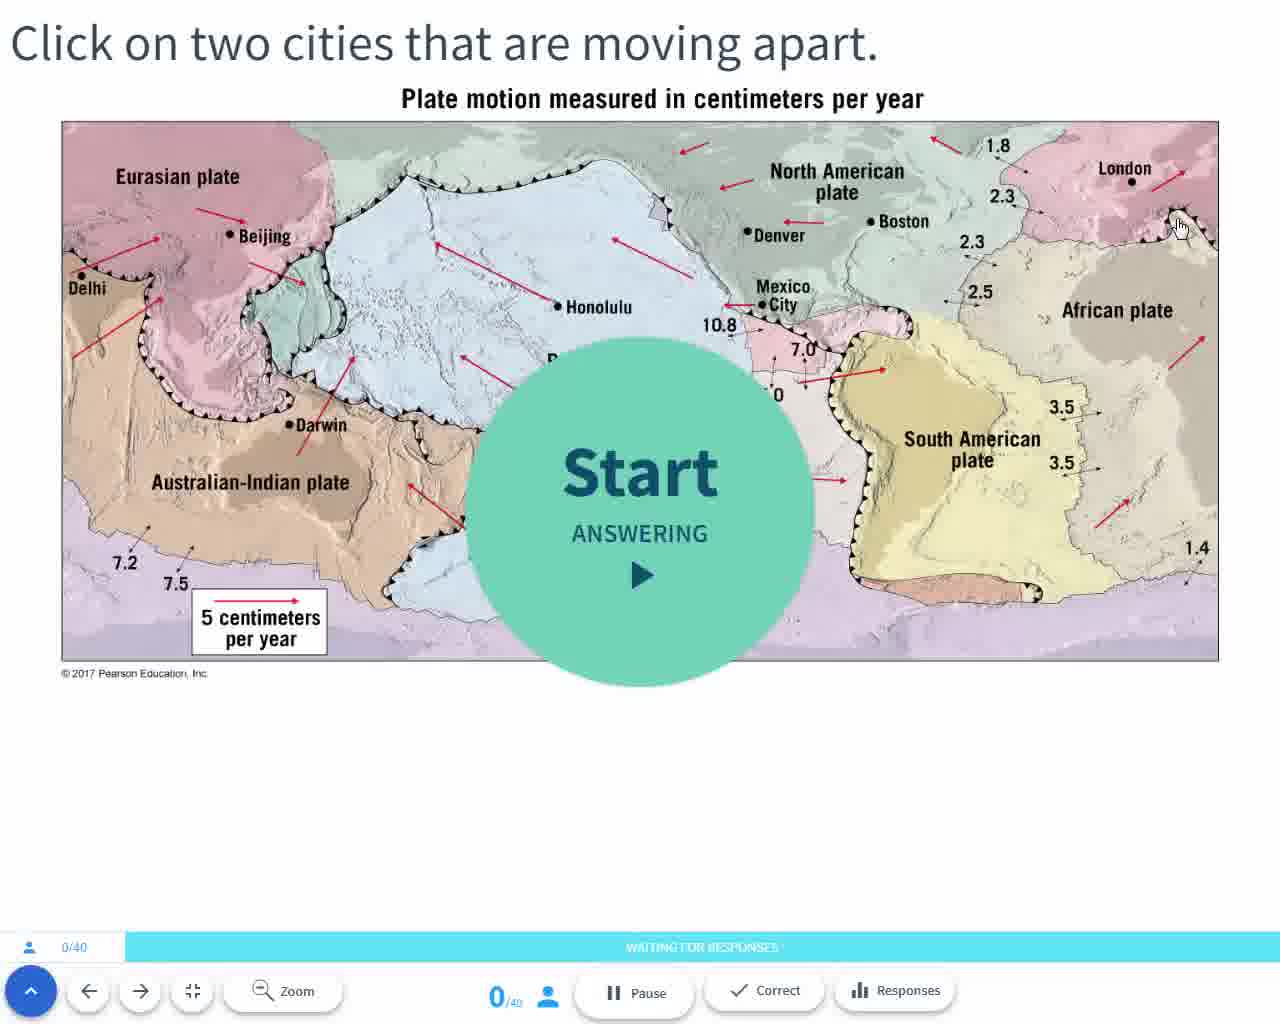 Click on two cities that are moving apart.
Plate motion measured in centimeters per year
Eurasian plate
North American
plate
London
1.8
2.3
Beijing
Denver
Boston
2.3
2.5
Delhi
Mexico
City
Honolulu
African plate
10.8
7.0
0
3.5
Darwin
South American
plate
3.5
Australian-Indian plate
7.2
7.5
1.4
5 centimeters
per year
Start
ANSWERING
© 2017 Pearson Education, Inc.
0/40
WAITING FOR RESPONSES
Zoom
0/40
Pause
Correct
Responses